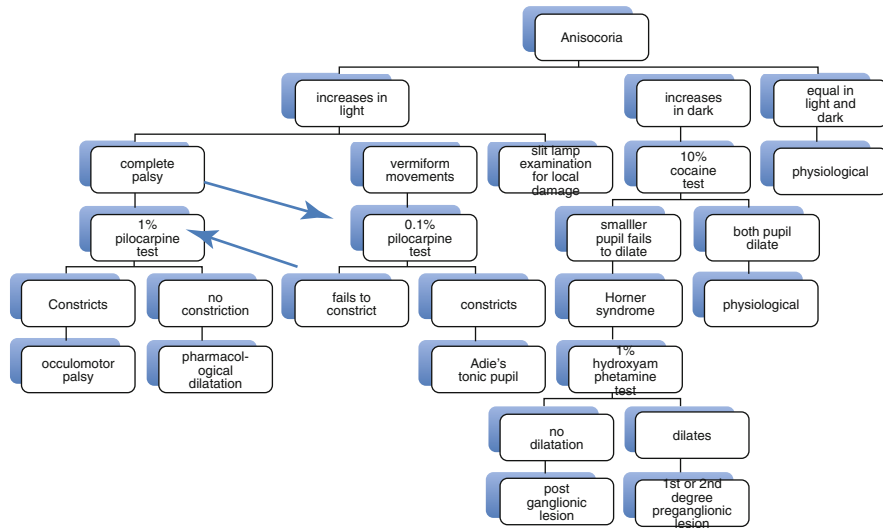 Anisocoria
increases in
light
increases
in dark
equal in
light and
dark
complete
palsy
vermiform
movements
slit lamp
examination
for local
damage
10%
cocaine
test
physiological
1%
pilocarpine
test
0.1%
pilocarpine
test
smalller
pupil fails
to dilate
both pupil
dilate
Constricts
no
constriction
fails to
constrict
constricts
Horner
syndrome
physiological
occulomotor
palsy
pharmacol-
ogical
dilatation
Adie's
tonic pupil
1%
hydroxyam
phetamine
test
no
dilatation
dilates
post
ganglionic
lesion
1st or 2nd
degree
preganglionic
lesion